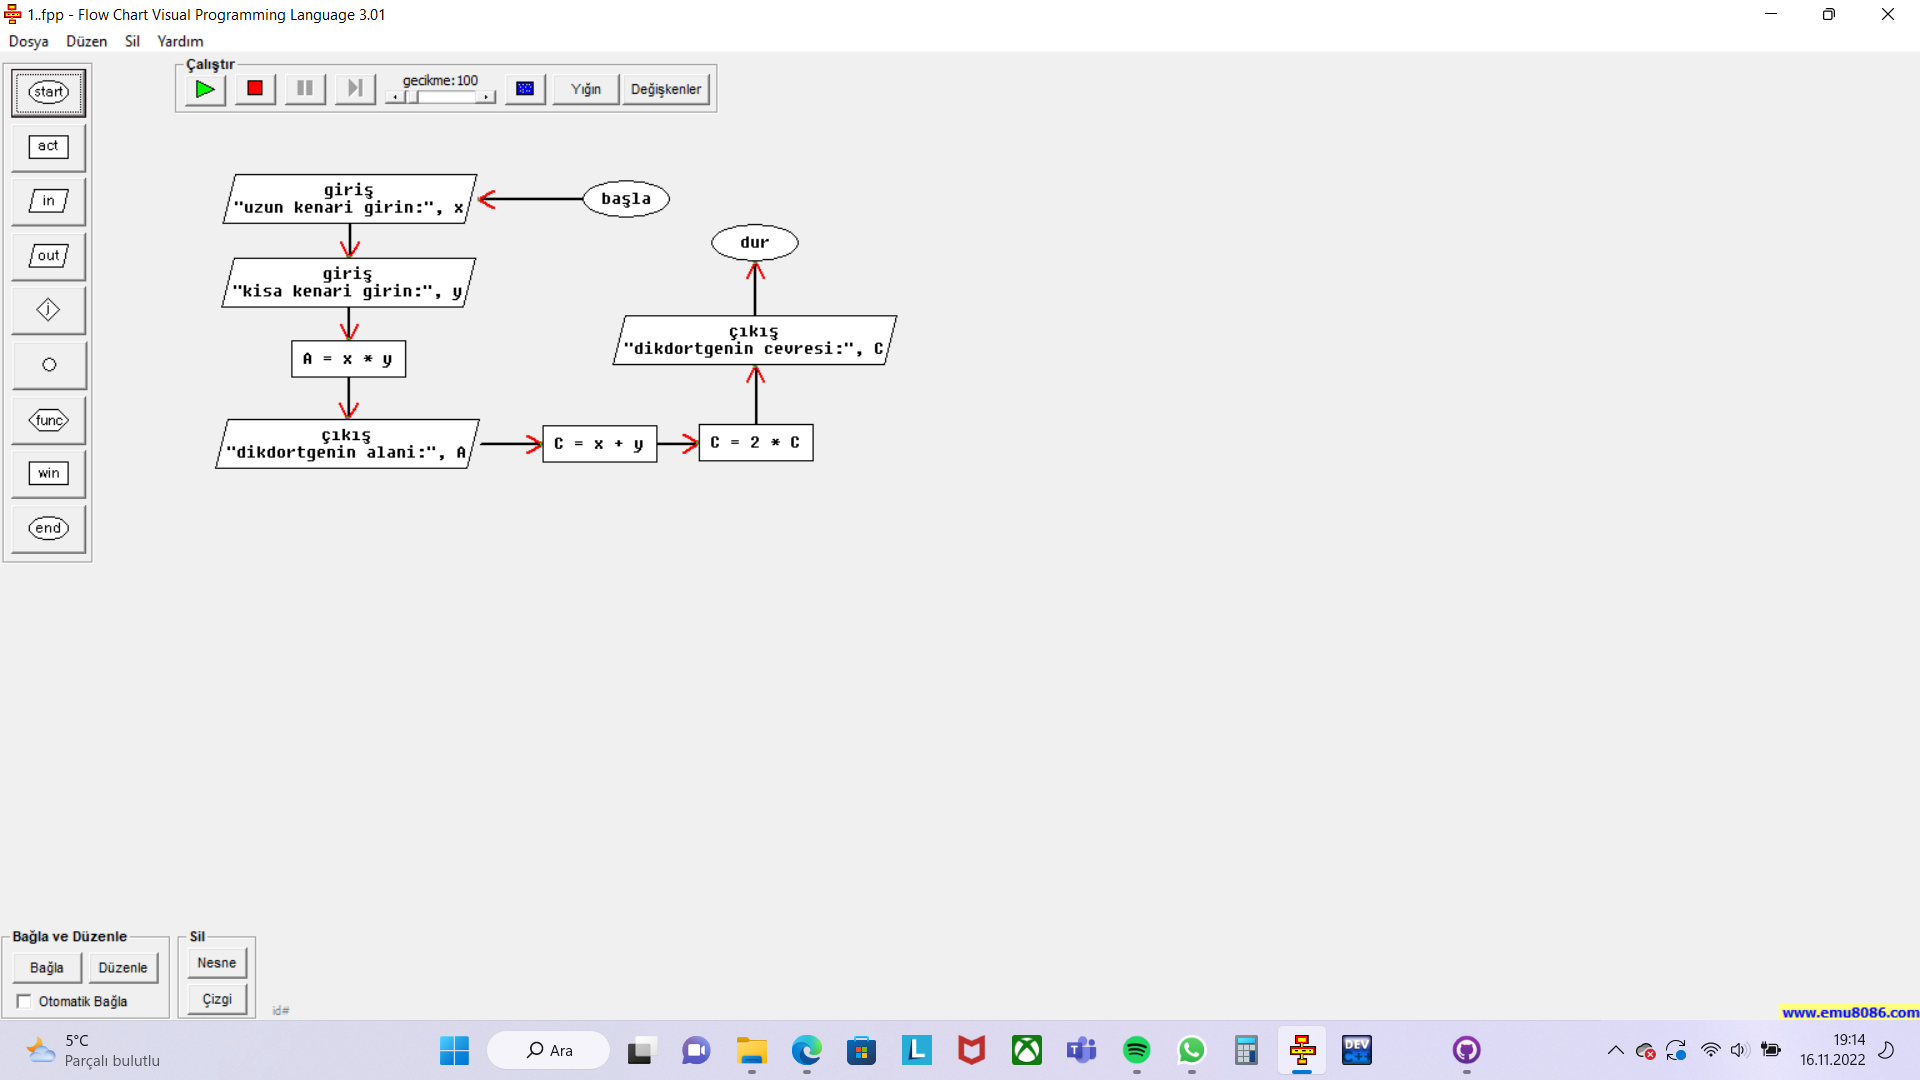 1..fpp - Flow Chart Visual Programming Language 3.01
Dosya Düzen Sil Yardım
Çalıştır
gecikme:100
Yığın
Değişkenler
start
act
in
out
j
func
win
end
başla
giriş
"uzun kenari girin:", x
giriş
"kisa kenari girin:", y
A = x * y
çıkış
"dikdortgenin alani:", A
C = x + y
C = 2 * C
çıkış
"dikdortgenin cevresi:", C
dur
Bağla ve Düzenle
Bağla Düzenle
Otomatik Bağla
Sil
Nesne
Çizgi
id#
www.emu8086.com
5°C
Parçalı bulutlu
Ara
L
DEV
C++
19:14
16.11.2022